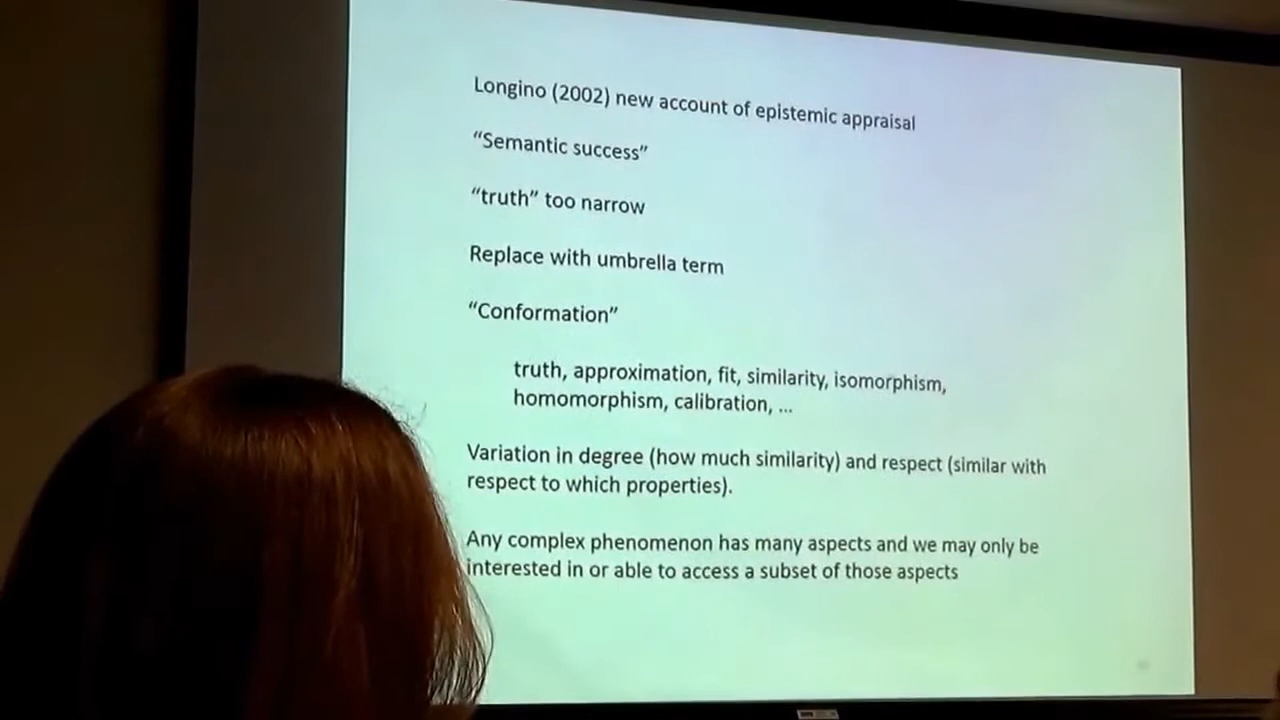 Longino (2002) new account of epistemic appraisal
“Semantic success”
“truth” too narrow
Replace with umbrella term
“Conformation”
truth, approximation, fit, similarity, isomorphism,
homomorphism, calibration, ...
Variation in degree (how much similarity) and respect (similar with
respect to which properties).
Any complex phenomenon has many aspects and we may only be
interested in or able to access a subset of those aspects